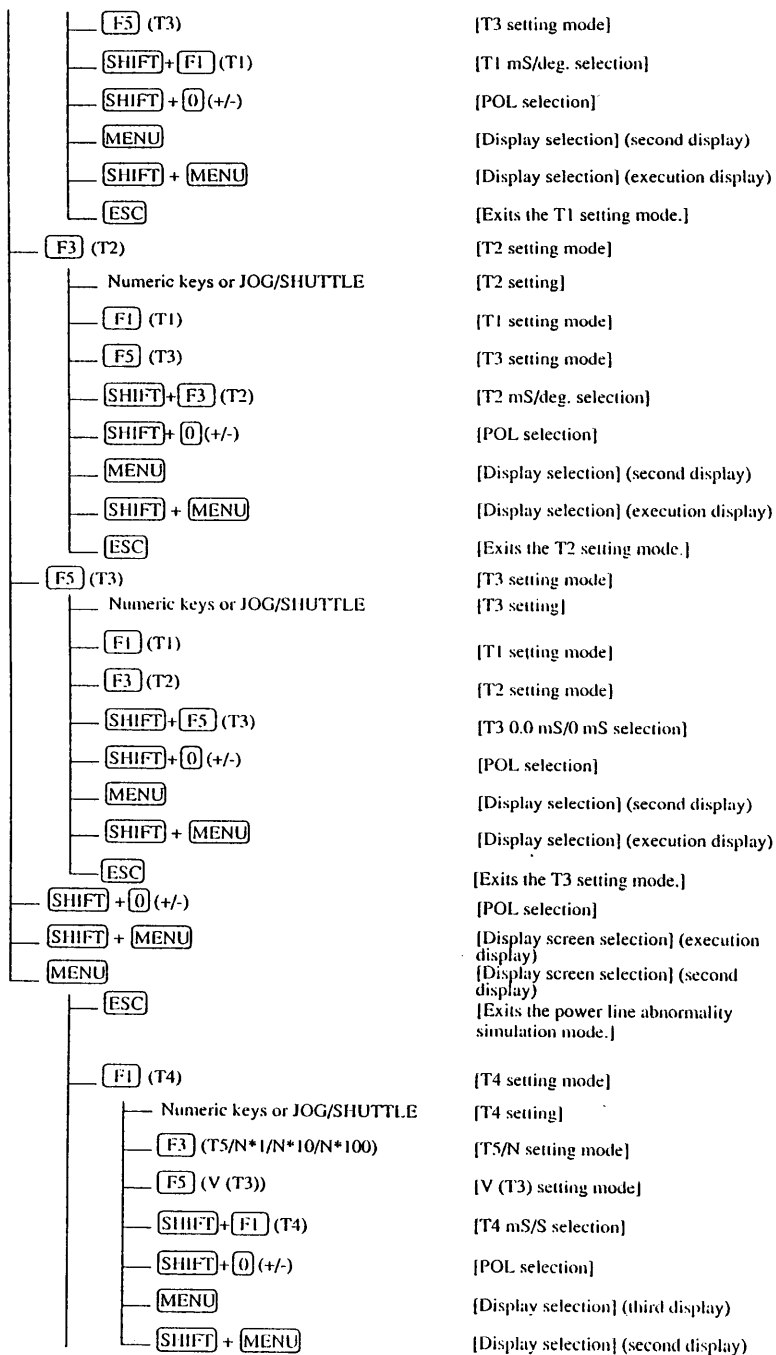 F5 (T3) [T3 setting mode]
SHIFT+F1 (T1) [T1 mS/deg. selection]
SHIFT + 0 (+/-) [POL selection]
MENU [Display selection] (second display)
SHIFT + MENU [Display selection] (execution display)
ESC [Exits the T1 setting mode.]
F3 (T2) [T2 setting mode]
Numeric keys or JOG/SHUTTLE [T2 setting]
F1 (T1) [T1 setting mode]
F5 (T3) [T3 setting mode]
SHIFT+F3 (T2) [T2 mS/deg. selection]
SHIFT+ 0 (+/-) [POL selection]
MENU [Display selection] (second display)
SHIFT + MENU [Display selection] (execution display)
ESC [Exits the T2 setting mode.]
F5 (T3) [T3 setting mode]
Numeric keys or JOG/SHUTTLE [T3 setting]
F1 (T1) [T1 setting mode]
F3 (T2) [T2 setting mode]
SHIFT+F5 (T3) [T3 0.0 mS/0 mS selection]
SHIFT+0 (+/-) [POL selection]
MENU [Display selection] (second display)
SHIFT + MENU [Display selection] (execution display)
ESC [Exits the T3 setting mode.]
SHIFT +0 (+/-) [POL selection]
SHIFT + MENU [Display screen selection] (execution
display)
MENU [Display screen selection] (second
display)
ESC [Exits the power line abnormality
simulation mode.]
F1 (T4) [T4 setting mode]
Numeric keys or JOG/SHUTTLE [T4 setting]
F3 (T5/N*1/N*10/N*100) [T5/N setting mode]
F5 (V (T3)) [V (T3) setting mode]
SHIFT+F1 (T4) [T4 mS/S selection]
SHIFT+0 (+/-) [POL selection]
MENU [Display selection] (third display)
SHIFT + MENU [Display selection] (second display)